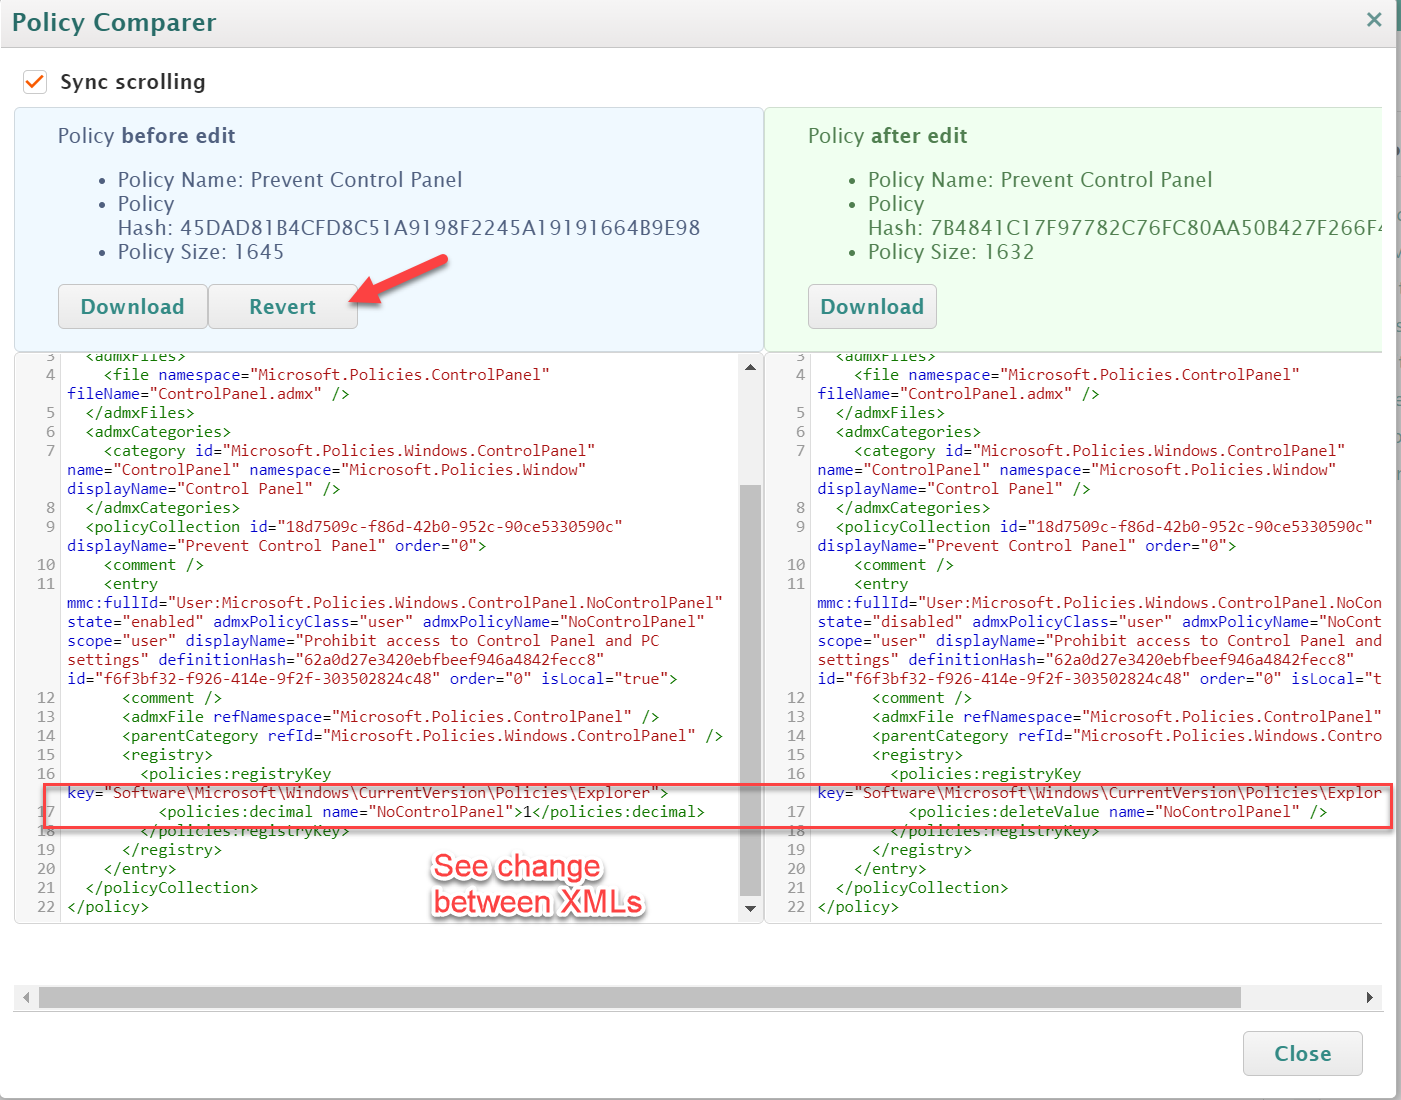 Policy Comparer
Sync scrolling
Policy before edit
• Policy Name: Prevent Control Panel
• Policy
Hash: 45DAD81B4CFD8C51A9198F2245A19191664B9E98
• Policy Size: 1645
Download
Revert
Policy after edit
• Policy Name: Prevent Control Panel
• Policy
Hash: 7B4841C17F97782C76FC80AA50B427F266F4
• Policy Size: 1632
Download
3 <admxFiles>
4 <file namespace="Microsoft.Policies.ControlPanel"
fileName="ControlPanel.admx" />
5 </admxFiles>
6 <admxCategories>
7 <category id="Microsoft.Policies.Windows.ControlPanel"
name="ControlPanel" namespace="Microsoft.Policies.Window"
displayName="Control Panel" />
8 </admxCategories>
9 <policyCollection id="18d7509c-f86d-42b0-952c-90ce5330590c"
displayName="Prevent Control Panel" order="0">
10 <comment />
11 <entry
mmc:fullId="User:Microsoft.Policies.Windows.ControlPanel.NoControlPanel"
state="enabled" admxPolicyClass="user" admxPolicyName="NoControlPanel"
scope="user" displayName="Prohibit access to Control Panel and PC
settings" definitionHash="62a0d27e3420ebfbeef946a4842fecc8"
id="f6f3bf32-f926-414e-9f2f-303502824c48" order="0" isLocal="true">
12 <comment />
13 <admxFile refNamespace="Microsoft.Policies.ControlPanel" />
14 <parentCategory refId="Microsoft.Policies.Windows.ControlPanel" />
15 <registry>
16 <policies:registryKey
key="Software\Microsoft\Windows\CurrentVersion\Policies\Explorer">
17 <policies:decimal name="NoControlPanel">1</policies:decimal>
18 </policies:registryKey>
19 </registry>
20 </entry>
21 </policyCollection>
22 </policy>
See change
between XMLs
3 <admxFiles>
4 <file namespace="Microsoft.Policies.ControlPanel"
fileName="ControlPanel.admx" />
5 </admxFiles>
6 <admxCategories>
7 <category id="Microsoft.Policies.Windows.ControlPanel"
name="ControlPanel" namespace="Microsoft.Policies.Window"
displayName="Control Panel" />
8 </admxCategories>
9 <policyCollection id="18d7509c-f86d-42b0-952c-90ce5330590c"
displayName="Prevent Control Panel" order="0">
10 <comment />
11 <entry
mmc:fullId="User:Microsoft.Policies.Windows.ControlPanel.NoCon
state="disabled" admxPolicyClass="user" admxPolicyName="NoCont
scope="user" displayName="Prohibit access to Control Panel and
settings" definitionHash="62a0d27e3420ebfbeef946a4842fecc8"
id="f6f3bf32-f926-414e-9f2f-303502824c48" order="0" isLocal="t
12 <comment />
13 <admxFile refNamespace="Microsoft.Policies.ControlPanel"
14 <parentCategory refId="Microsoft.Policies.Windows.Contro
15 <registry>
16 <policies:registryKey
key="Software\Microsoft\Windows\CurrentVersion\Policies\Explor
17 <policies:deleteValue name="NoControlPanel" />
18 </policies:registryKey>
19 </registry>
20 </entry>
21 </policyCollection>
22 </policy>
Close